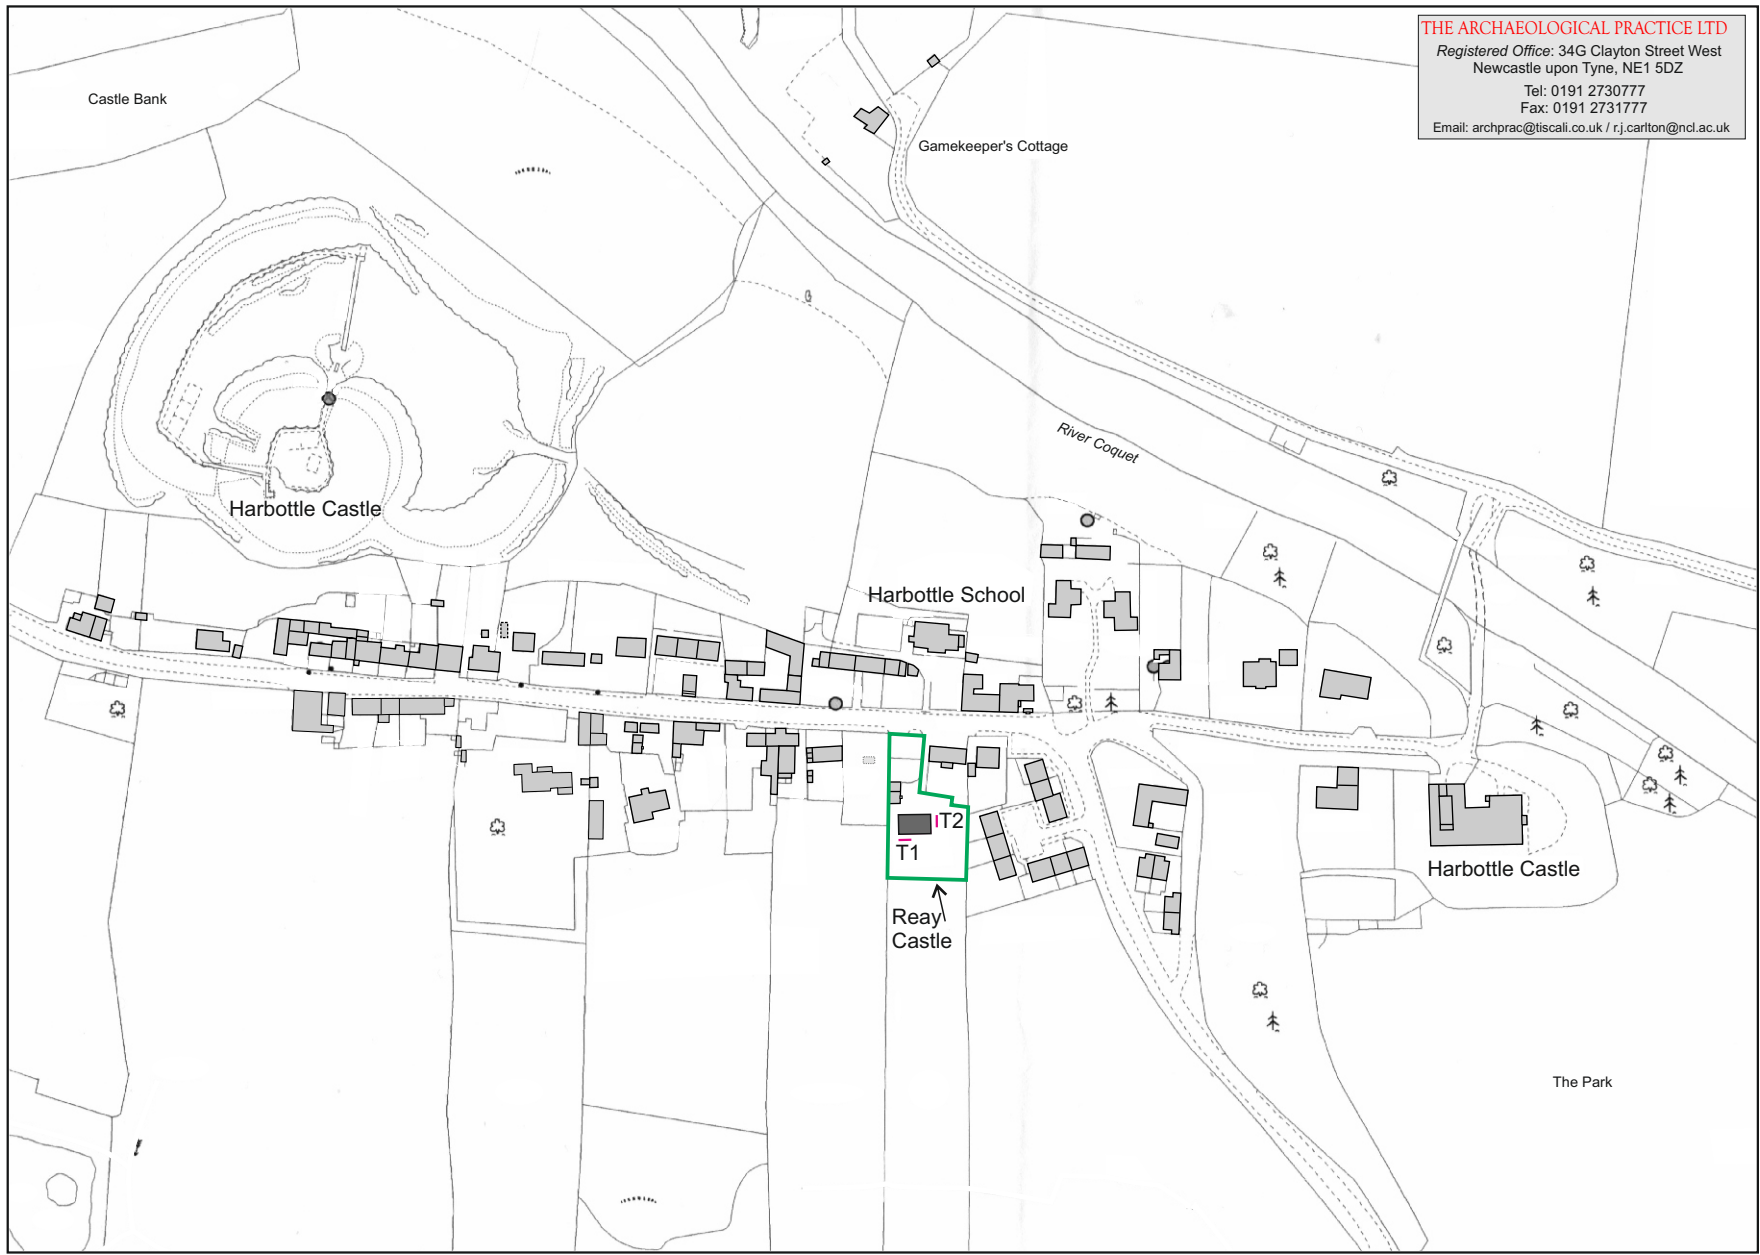 THE ARCHAEOLOGICAL PRACTICE LTD
Registered Office: 34G Clayton Street West
Newcastle upon Tyne, NE1 5DZ
Tel: 0191 2730777
Fax: 0191 2731777
Email: archprac@tiscali.co.uk / r.j.carlton@ncl.ac.uk
Castle Bank
Gamekeeper's Cottage
River Coquet
Harbottle Castle
Harbottle School
T2
T1
Harbottle Castle
Reay
Castle
The Park